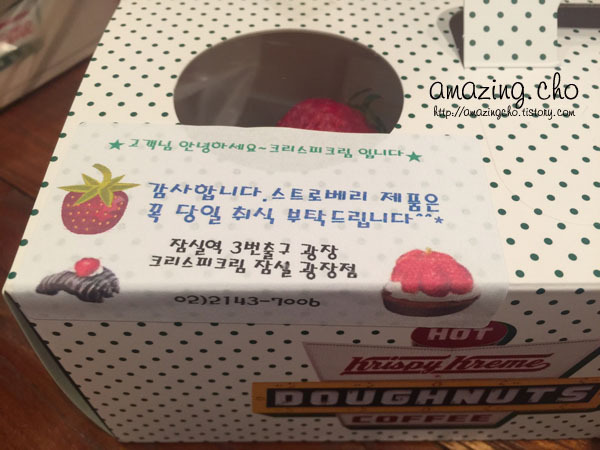 amazing cho
http://amazingcho.tistory.com
★고객님 안녕하세요~크리스피크림 입니다★
감사합니다.스트로베리 제품은
꼭 당일 취식 부탁드립니다^^*
잠실역 3번출구 광장
크리스피크림 잠실 광장점
02)2143-7006
HOT
Krispy Kreme
DOUGHNUTS
COFFEE